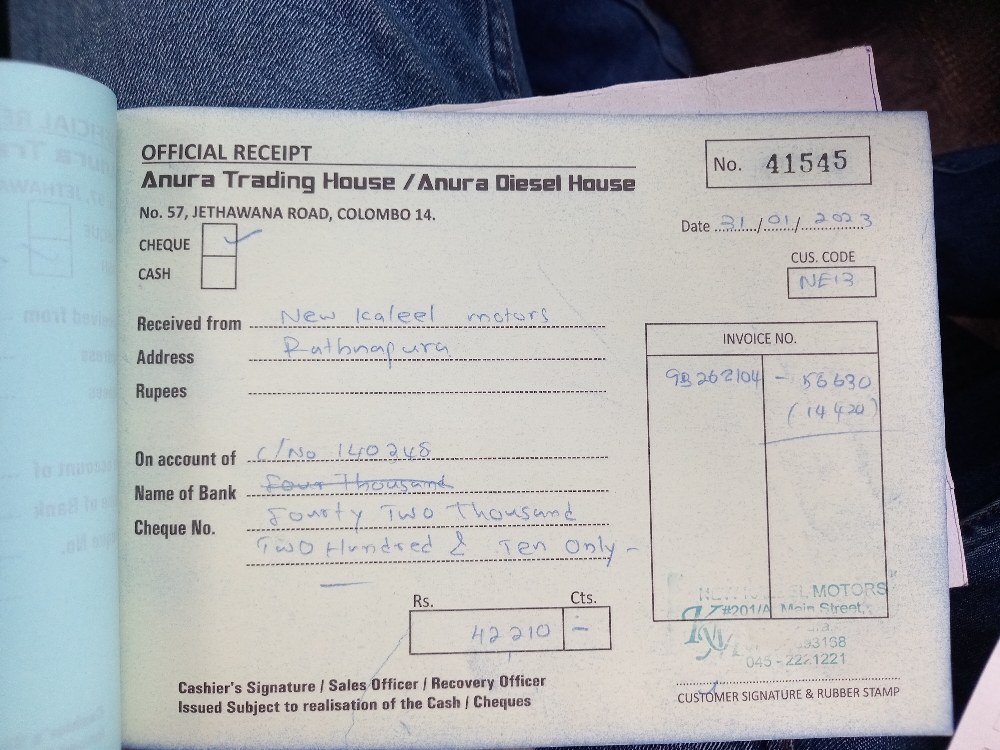 OFFICIAL RECEIPT
Anura Trading House / Anura Diesel House
No. 41545
No. 57, JETHAWANA ROAD, COLOMBO 14.
Date 31/01/2023
CHEQUE ✓
CASH
CUS. CODE
NE13
Received from New Kaleel motors
Address Rathnapura
Rupees
INVOICE NO.
93262104 - 56630
(14420)
On account of C/No 140248
Name of Bank Four Thousand
Cheque No. Fourty Two Thousand
Two Hundred & Ten Only -
Rs. Cts.
42210 -
MOTORS
#201/A Main Street,
93168
045 - 2221221
Cashier's Signature / Sales Officer / Recovery Officer
Issued Subject to realisation of the Cash / Cheques
CUSTOMER SIGNATURE & RUBBER STAMP